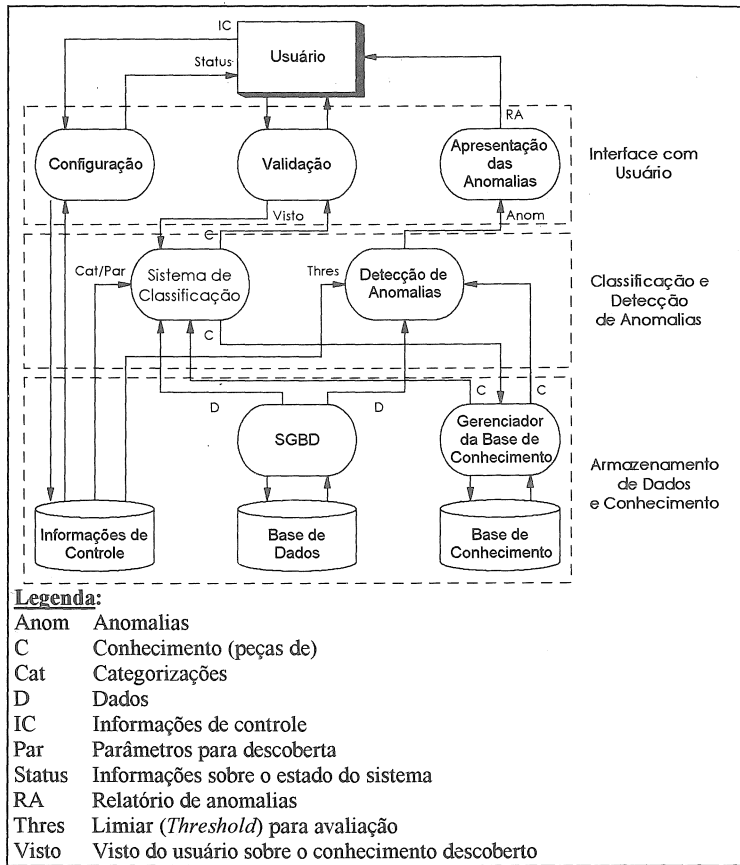 IC
Usuário
Status
RA
Configuração
Validação
Apresentação
das
Anomalias
Interface com
Usuário
Visto
C
Anom
Cat/Par
Sistema de
Classificação
Thres
Detecção de
Anomalias
Classificação e
Detecção
de Anomalias
C
C
C
D
D
SGBD
Gerenciador
da Base de
Conhecimento
Armazenamento
de Dados
e Conhecimento
Informações de
Controle
Base de
Dados
Base de
Conhecimento
Legenda:
Anom Anomalias
C Conhecimento (peças de)
Cat Categorizações
D Dados
IC Informações de controle
Par Parâmetros para descoberta
Status Informações sobre o estado do sistema
RA Relatório de anomalias
Thres Limiar (Threshold) para avaliação
Visto Visto do usuário sobre o conhecimento descoberto